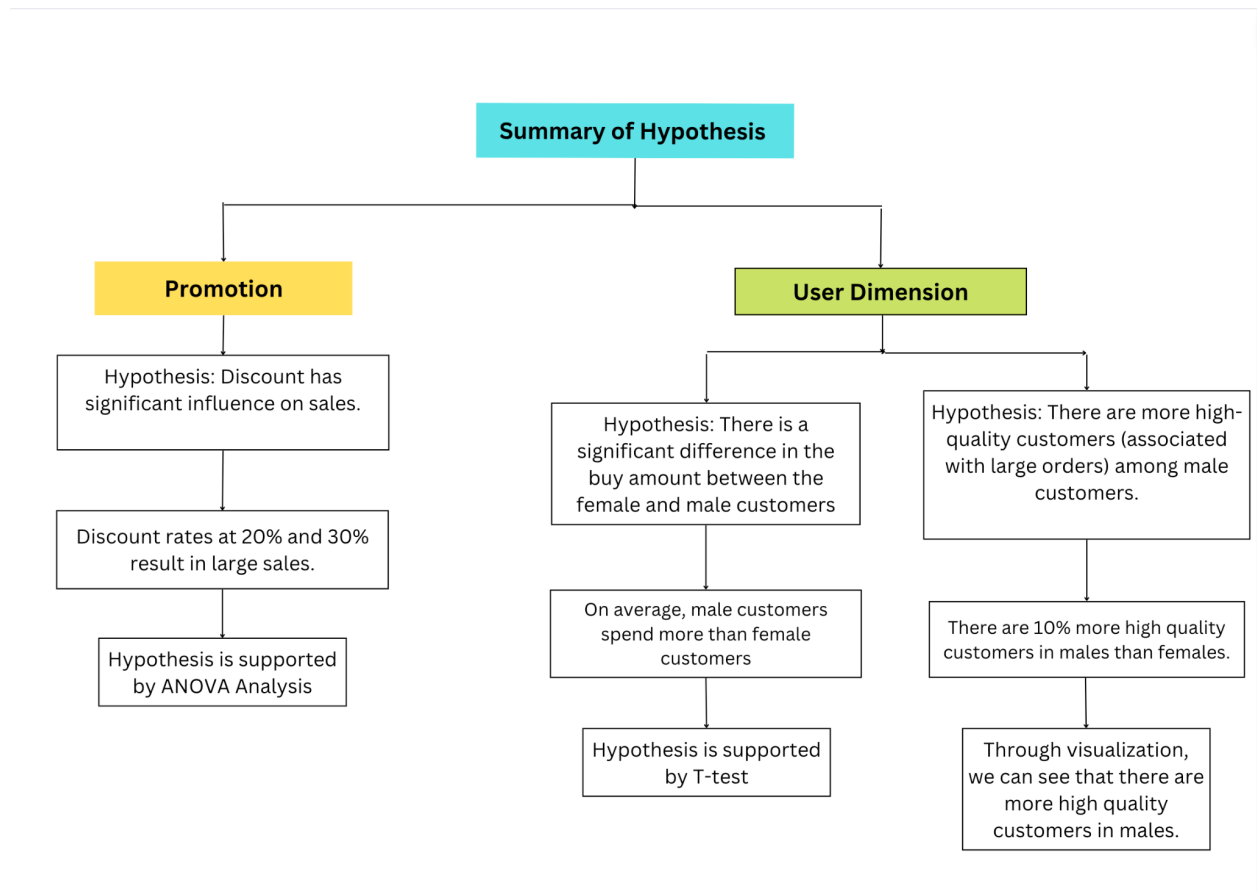 Summary of Hypothesis
Promotion
Hypothesis: Discount has
significant influence on sales.
Discount rates at 20% and 30%
result in large sales.
Hypothesis is supported
by ANOVA Analysis
User Dimension
Hypothesis: There is a
significant difference in the
buy amount between the
female and male customers
On average, male customers
spend more than female
customers
Hypothesis is supported
by T-test
Hypothesis: There are more high-
quality customers (associated
with large orders) among male
customers.
There are 10% more high quality
customers in males than females.
Through visualization,
we can see that there are
more high quality
customers in males.